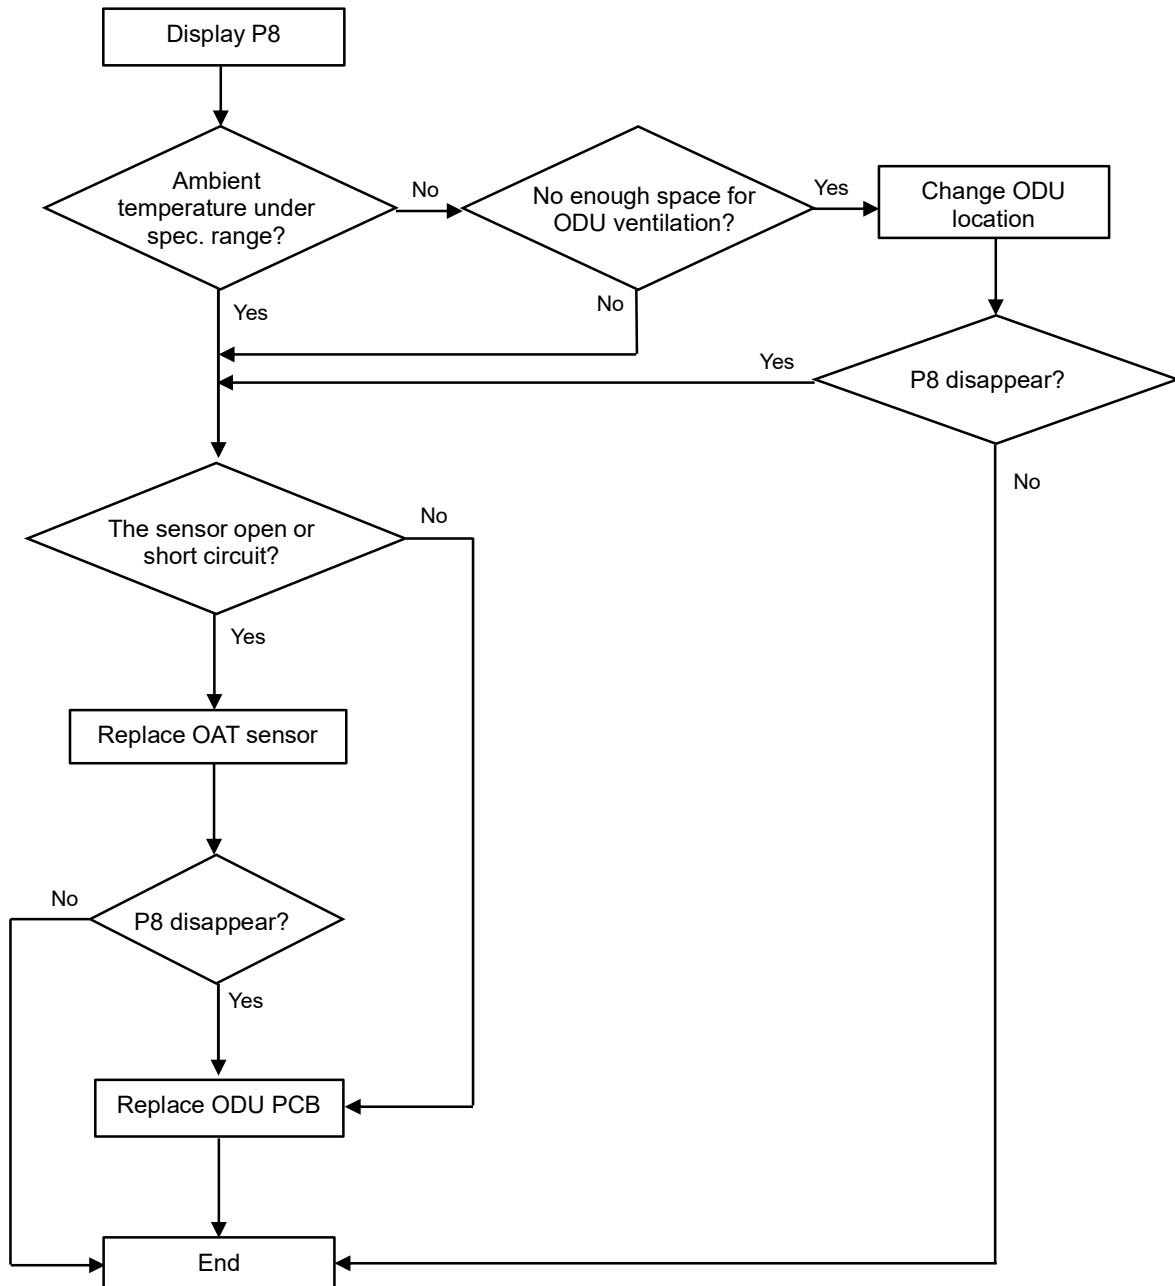 Display P8
Ambient
temperature under
spec. range?
No
No enough space for
ODU ventilation?
Yes
Change ODU
location
Yes
No
Yes
P8 disappear?
No
The sensor open or
short circuit?
No
Yes
Replace OAT sensor
No
P8 disappear?
Yes
Replace ODU PCB
End